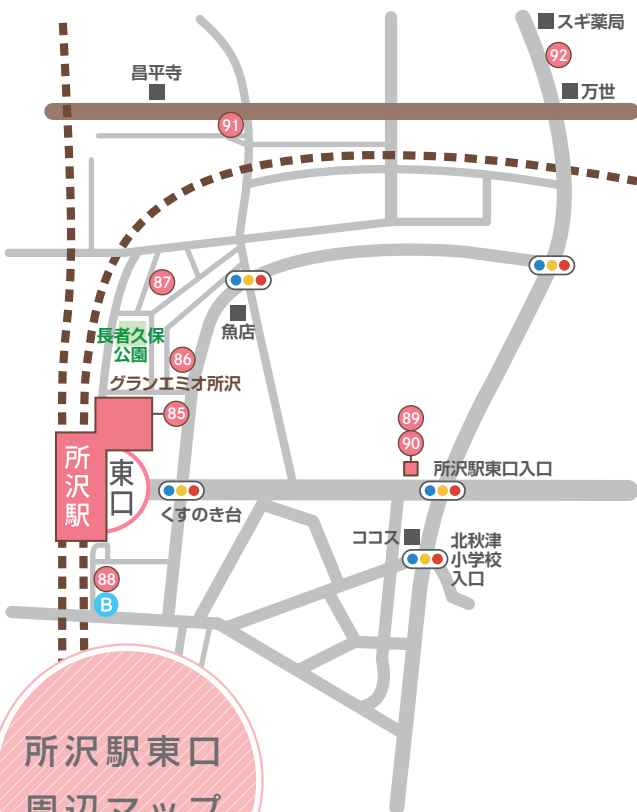 スギ薬局
92
万世
昌平寺
91
87
魚店
長者久保
公園
86
グランエミオ所沢
85
89
90
所沢駅
東口
所沢駅東口入口
くすのき台
ココス
北秋津
小学校
入口
88
B
所沢駅東口
周辺マップ